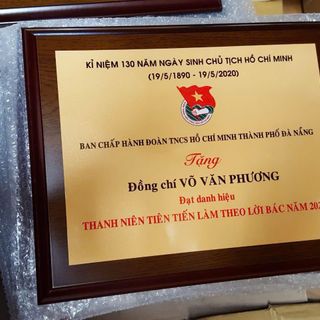 KỈ NIỆM 130 NĂM NGÀY SINH CHỦ TỊCH HỒ CHÍ MINH
(19/5/1890 - 19/5/2020)
BAN CHẤP HÀNH ĐOÀN TNCS HỒ CHÍ MINH THÀNH PHỐ ĐÀ NẴNG
Tặng
Đồng chí VÕ VĂN PHƯƠNG
Đạt danh hiệu
THANH NIÊN TIÊN TIẾN LÀM THEO LỜI BÁC NĂM